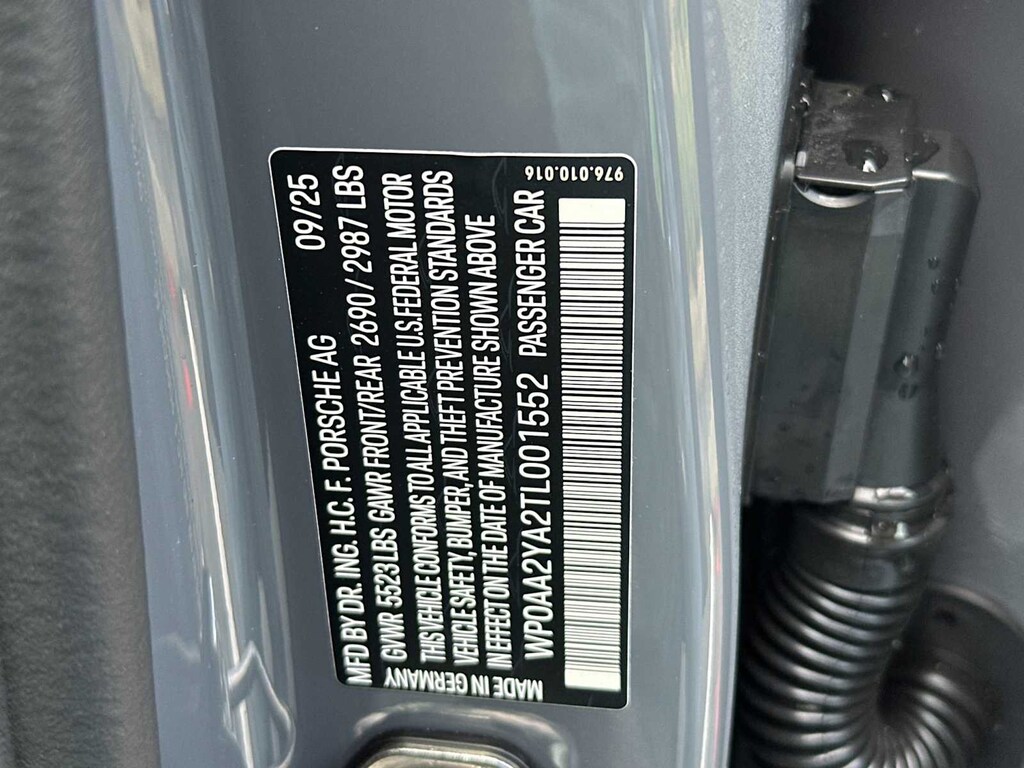 MFD BY DR. ING. H.C. F. PORSCHE AG 09/25
GVWR 5523 LBS GAWR FRONT/REAR 2690 / 2987 LBS
THIS VEHICLE CONFORMS TO ALL APPLICABLE U.S. FEDERAL MOTOR
VEHICLE SAFETY, BUMPER, AND THEFT PREVENTION STANDARDS
IN EFFECT ON THE DATE OF MANUFACTURE SHOWN ABOVE
WP0AA2YA2TL001552 PASSENGER CAR
MADE IN GERMANY
976.010.016